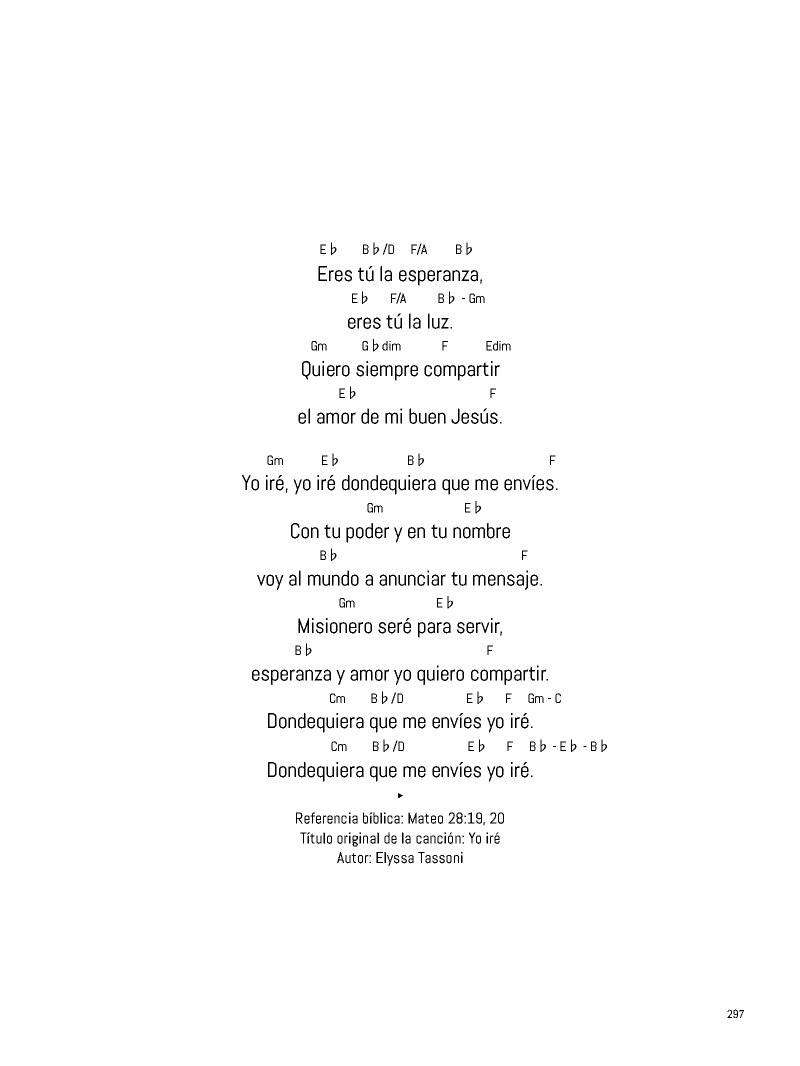 E♭ B♭/D F/A B♭
Eres tú la esperanza,
E♭ F/A B♭ - Gm
eres tú la luz.
Gm G♭dim F Edim
Quiero siempre compartir
E♭ F
el amor de mi buen Jesús.
Gm E♭ B♭ F
Yo iré, yo iré dondequiera que me envíes.
Gm E♭
Con tu poder y en tu nombre
B♭ F
voy al mundo a anunciar tu mensaje.
Gm E♭
Misionero seré para servir,
B♭ F
esperanza y amor yo quiero compartir.
Cm B♭/D E♭ F Gm - C
Dondequiera que me envíes yo iré.
Cm B♭/D E♭ F B♭ - E♭ - B♭
Dondequiera que me envíes yo iré.
Referencia bíblica: Mateo 28:19, 20
Título original de la canción: Yo iré
Autor: Elyssa Tassoni
297